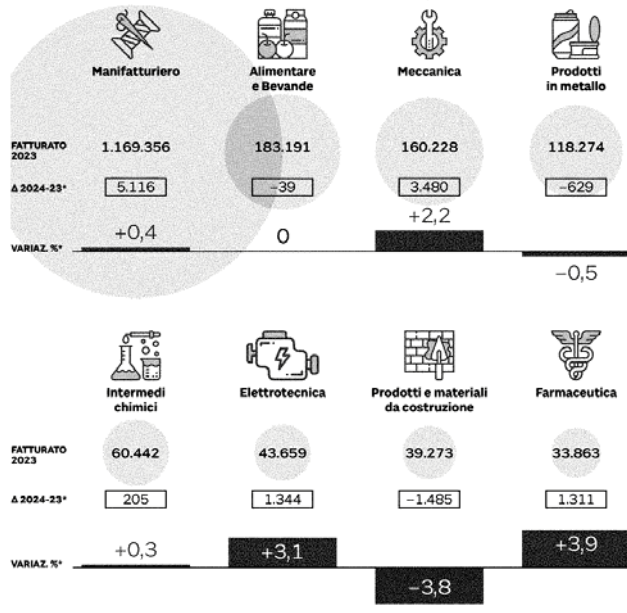 Manifatturiero
Alimentare
e Bevande
Meccanica
Prodotti
in metallo
FATTURATO
2023
1.169.356
183.191
160.228
118.274
Δ 2024-23*
5.116
−39
3.480
−629
VARIAZ. %*
+0,4
0
+2,2
−0,5
Intermedi
chimici
Elettrotecnica
Prodotti e materiali
da costruzione
Farmaceutica
FATTURATO
2023
60.442
43.659
39.273
33.863
Δ 2024-23*
205
1.344
−1.485
1.311
VARIAZ. %*
+0,3
+3,1
−3,8
+3,9